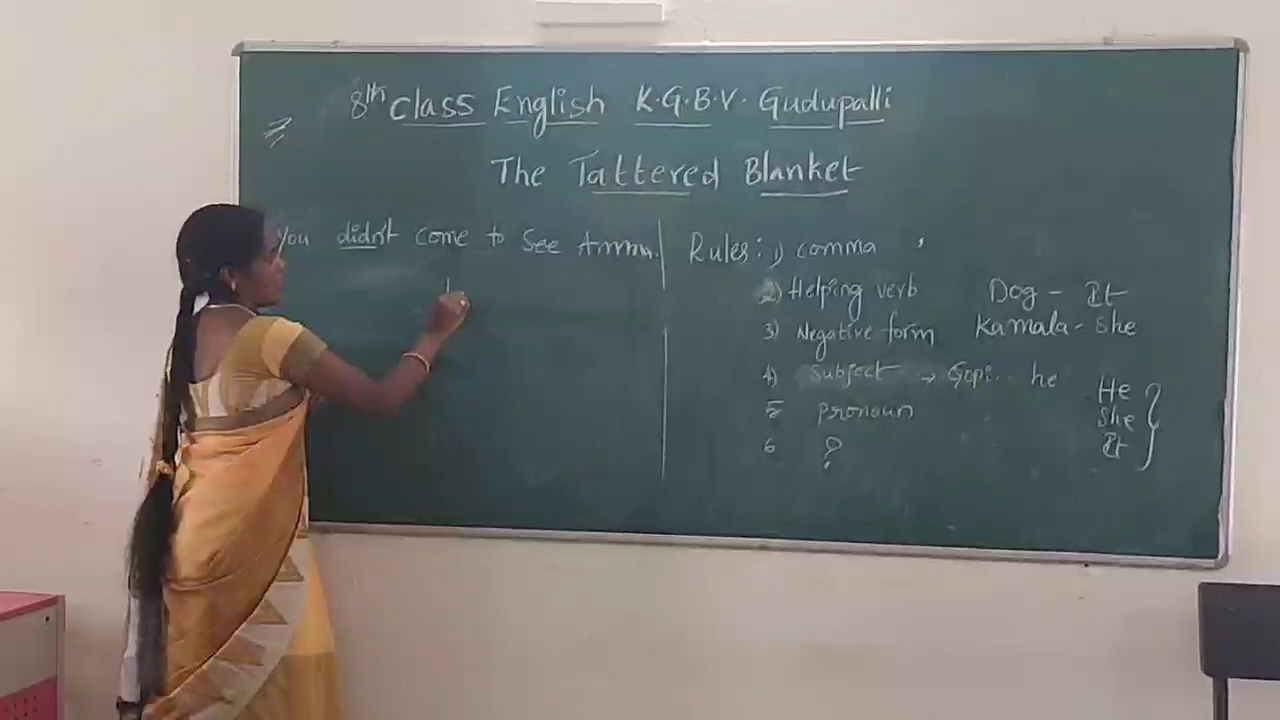 8th class English K.G.B.V. Gudupalli
The Tattered Blanket
You didn't come to see Amma.
Rules: 1) comma ,
2) Helping verb
Dog - It
3) Negative form
Kamala - She
4) Subject → Gopi.. he
5 pronoun
6 ?
He
She
It